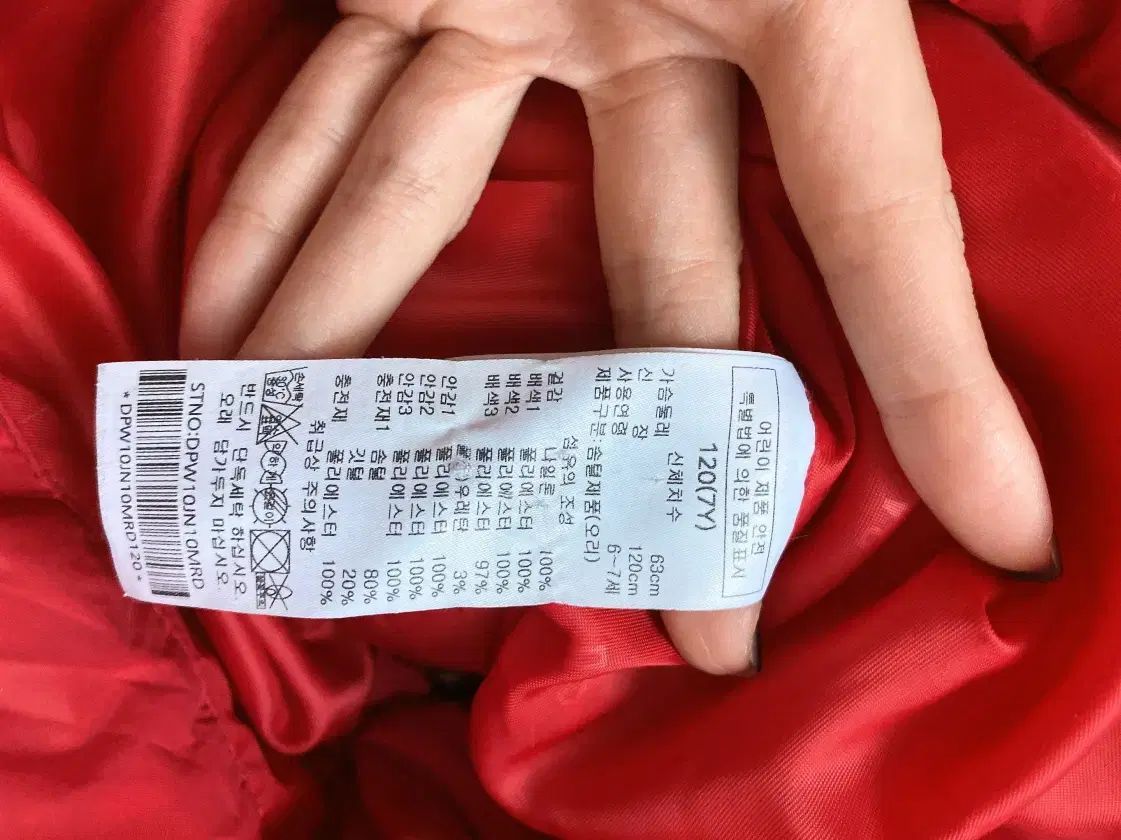 어린이 제품 안전
특별법에 의한 품질표시
120(7Y)
신체치수
가슴둘레 63cm
신 장 120cm
사용연령 6~7세
제품구분:솜털제품(오리)
섬유의 조성
겉감 나일론 100%
배색1 폴리에스터 100%
배색2 폴리에스터 100%
배색3 폴리에스터 97%
폴리우레탄 3%
안감1 폴리에스터 100%
안감2 폴리에스터 100%
안감3 폴리에스터 100%
충전재1 솜털 80%
깃털 20%
충전재 폴리에스터 100%
취급상 주의사항
손세탁
30°C
중성
반드시 단독세탁 하십시오
오래 담가두지 마십시오
STNO:DPW10JN10MRD
*DPW10JN10MRD120*